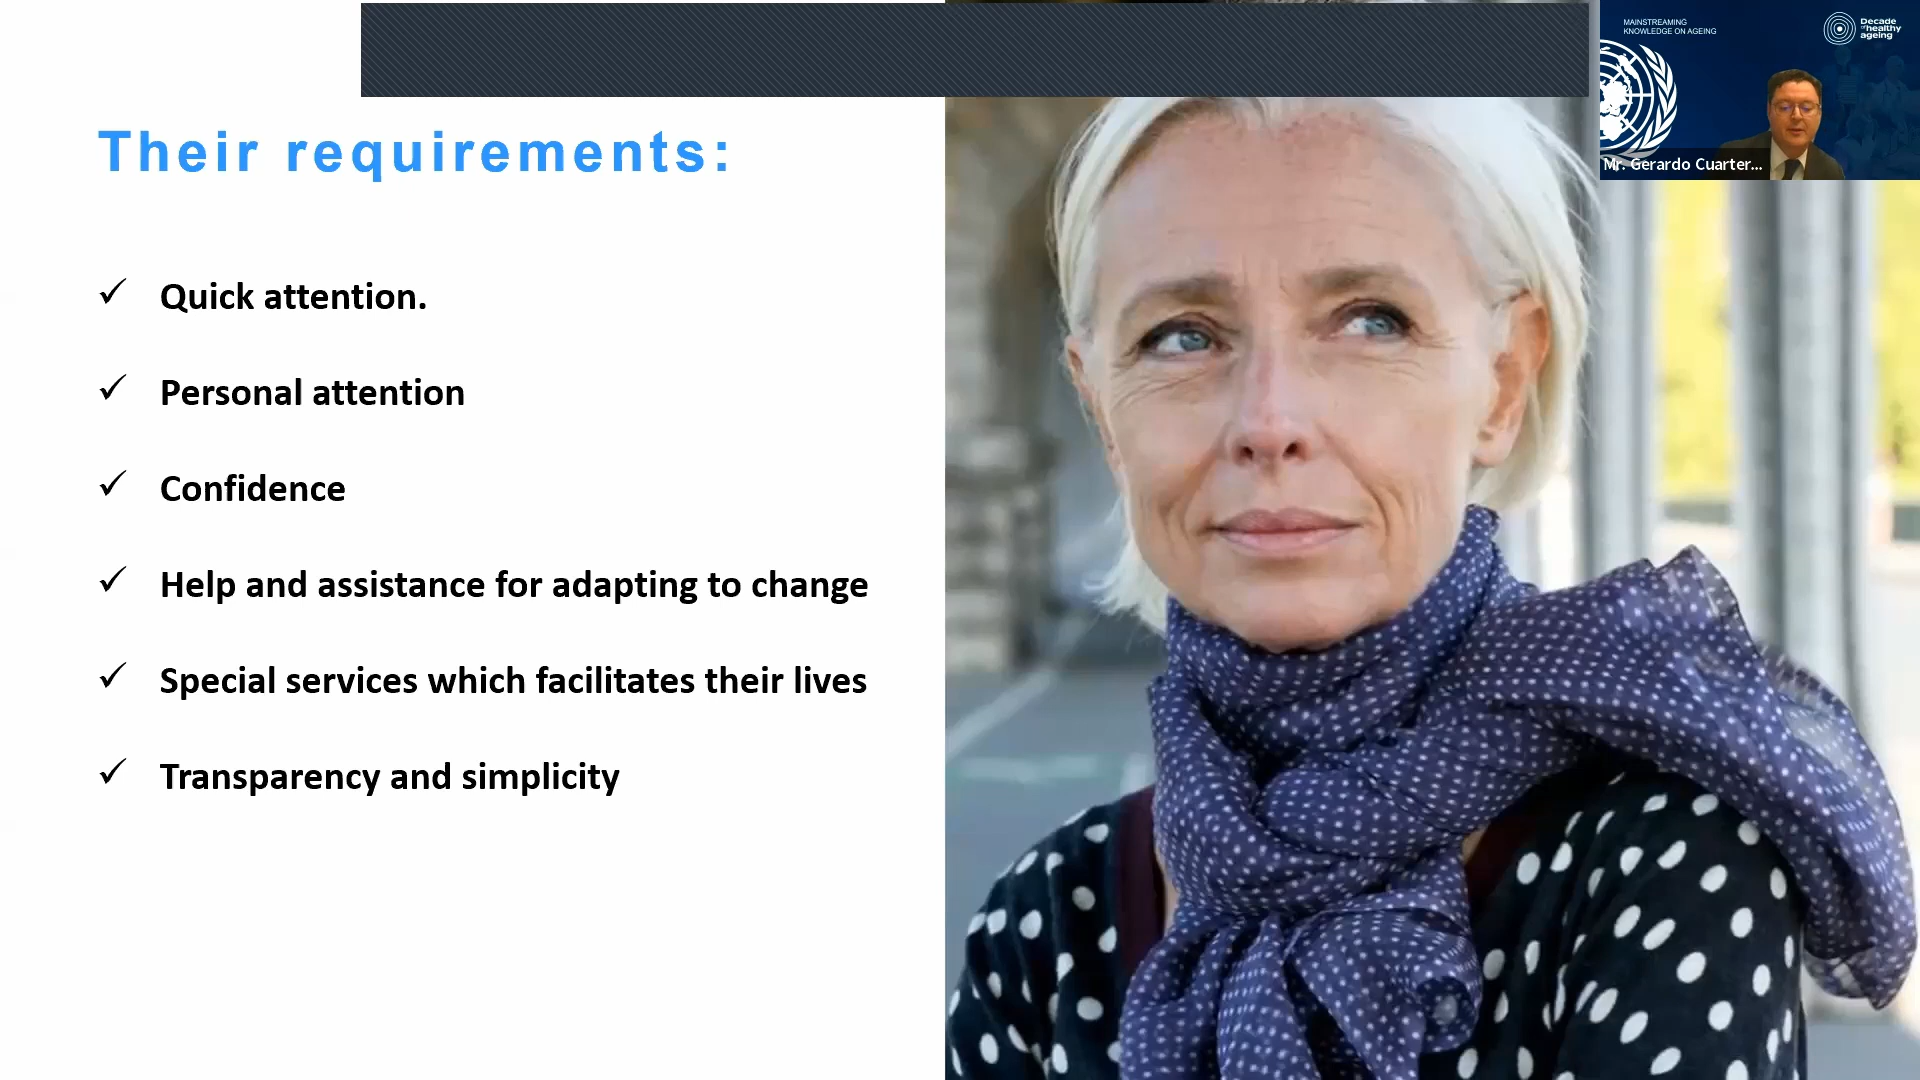 MAINSTREAMING
KNOWLEDGE ON AGEING
Decade
of healthy
ageing
Mr. Gerardo Cuarter...
Their requirements:
✓ Quick attention.
✓ Personal attention
✓ Confidence
✓ Help and assistance for adapting to change
✓ Special services which facilitates their lives
✓ Transparency and simplicity